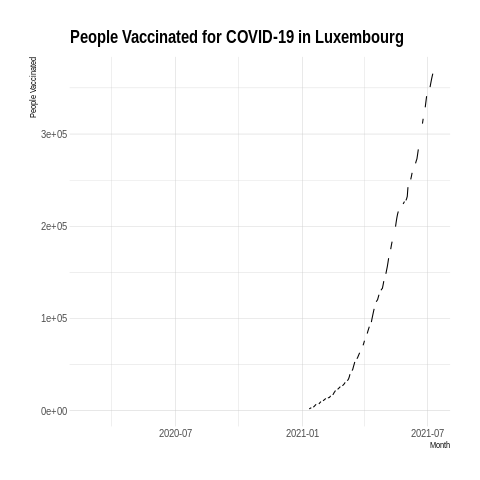 People Vaccinated for COVID-19 in Luxembourg
People Vaccinated
3e+05
2e+05
1e+05
0e+00
2020-07
2021-01
2021-07
Month